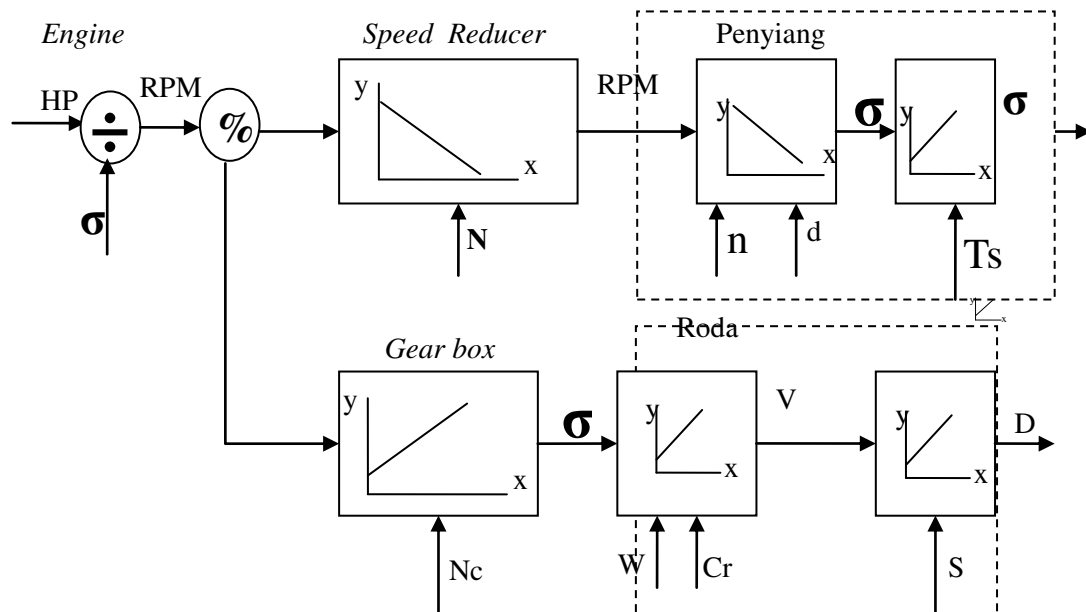 Engine
Speed Reducer
Penyiang
HP
RPM
÷
σ
%
y
x
N
RPM
y
x
n
d
σ
y
x
Ts
σ
y
x
Gear box
y
x
Nc
σ
Roda
y
x
W
Cr
V
y
x
S
D